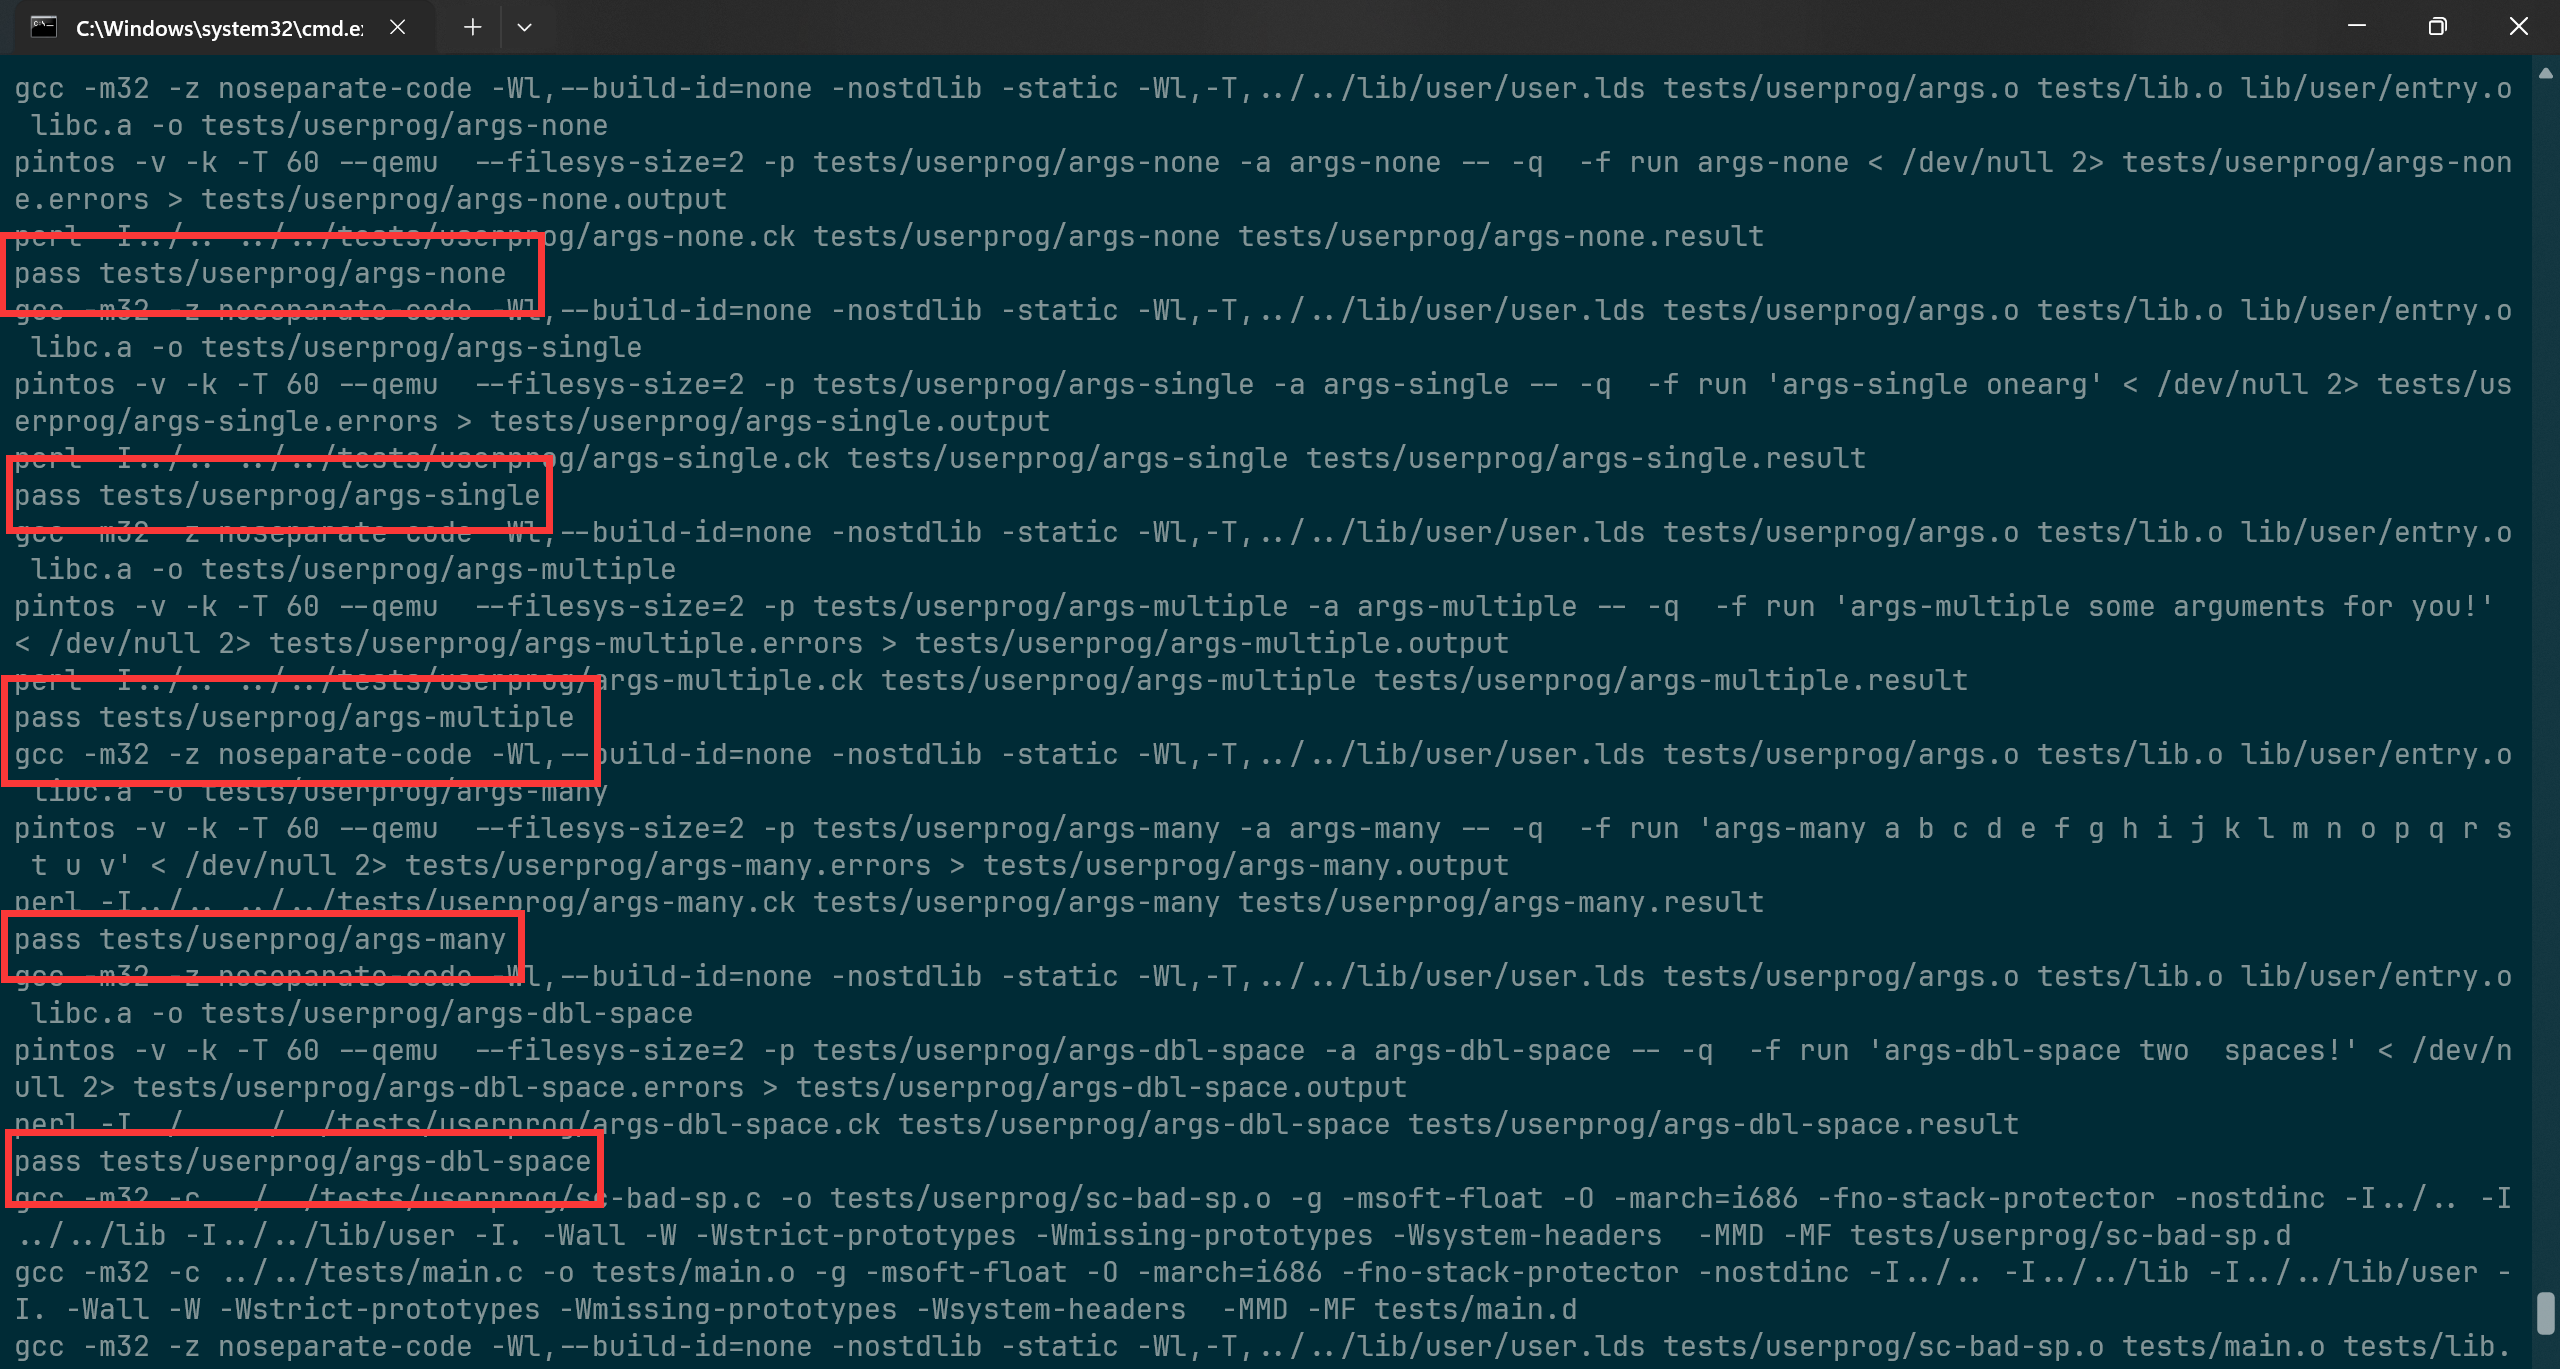 C:\Windows\system32\cmd.e
gcc -m32 -z noseparate-code -Wl,--build-id=none -nostdlib -static -Wl,-T,../../lib/user/user.lds tests/userprog/args.o tests/lib.o lib/user/entry.o
 libc.a -o tests/userprog/args-none
pintos -v -k -T 60 --qemu  --filesys-size=2 -p tests/userprog/args-none -a args-none -- -q  -f run args-none < /dev/null 2> tests/userprog/args-non
e.errors > tests/userprog/args-none.output
perl -I../.. ../../tests/userprog/args-none.ck tests/userprog/args-none tests/userprog/args-none.result
pass tests/userprog/args-none
gcc -m32 -z noseparate-code -Wl,--build-id=none -nostdlib -static -Wl,-T,../../lib/user/user.lds tests/userprog/args.o tests/lib.o lib/user/entry.o
 libc.a -o tests/userprog/args-single
pintos -v -k -T 60 --qemu  --filesys-size=2 -p tests/userprog/args-single -a args-single -- -q  -f run 'args-single onearg' < /dev/null 2> tests/us
erprog/args-single.errors > tests/userprog/args-single.output
perl -I../.. ../../tests/userprog/args-single.ck tests/userprog/args-single tests/userprog/args-single.result
pass tests/userprog/args-single
gcc -m32 -z noseparate-code -Wl,--build-id=none -nostdlib -static -Wl,-T,../../lib/user/user.lds tests/userprog/args.o tests/lib.o lib/user/entry.o
 libc.a -o tests/userprog/args-multiple
pintos -v -k -T 60 --qemu  --filesys-size=2 -p tests/userprog/args-multiple -a args-multiple -- -q  -f run 'args-multiple some arguments for you!'
< /dev/null 2> tests/userprog/args-multiple.errors > tests/userprog/args-multiple.output
perl -I../.. ../../tests/userprog/args-multiple.ck tests/userprog/args-multiple tests/userprog/args-multiple.result
pass tests/userprog/args-multiple
gcc -m32 -z noseparate-code -Wl,--build-id=none -nostdlib -static -Wl,-T,../../lib/user/user.lds tests/userprog/args.o tests/lib.o lib/user/entry.o
 libc.a -o tests/userprog/args-many
pintos -v -k -T 60 --qemu  --filesys-size=2 -p tests/userprog/args-many -a args-many -- -q  -f run 'args-many a b c d e f g h i j k l m n o p q r s
 t u v' < /dev/null 2> tests/userprog/args-many.errors > tests/userprog/args-many.output
perl -I../.. ../../tests/userprog/args-many.ck tests/userprog/args-many tests/userprog/args-many.result
pass tests/userprog/args-many
gcc -m32 -z noseparate-code -Wl,--build-id=none -nostdlib -static -Wl,-T,../../lib/user/user.lds tests/userprog/args.o tests/lib.o lib/user/entry.o
 libc.a -o tests/userprog/args-dbl-space
pintos -v -k -T 60 --qemu  --filesys-size=2 -p tests/userprog/args-dbl-space -a args-dbl-space -- -q  -f run 'args-dbl-space two  spaces!' < /dev/n
ull 2> tests/userprog/args-dbl-space.errors > tests/userprog/args-dbl-space.output
perl -I../.. ../../tests/userprog/args-dbl-space.ck tests/userprog/args-dbl-space tests/userprog/args-dbl-space.result
pass tests/userprog/args-dbl-space
gcc -m32 -c ../../tests/userprog/sc-bad-sp.c -o tests/userprog/sc-bad-sp.o -g -msoft-float -O -march=i686 -fno-stack-protector -nostdinc -I../.. -I
../../lib -I../../lib/user -I. -Wall -W -Wstrict-prototypes -Wmissing-prototypes -Wsystem-headers  -MMD -MF tests/userprog/sc-bad-sp.d
gcc -m32 -c ../../tests/main.c -o tests/main.o -g -msoft-float -O -march=i686 -fno-stack-protector -nostdinc -I../.. -I../../lib -I../../lib/user -
I. -Wall -W -Wstrict-prototypes -Wmissing-prototypes -Wsystem-headers  -MMD -MF tests/main.d
gcc -m32 -z noseparate-code -Wl,--build-id=none -nostdlib -static -Wl,-T,../../lib/user/user.lds tests/userprog/sc-bad-sp.o tests/main.o tests/lib.